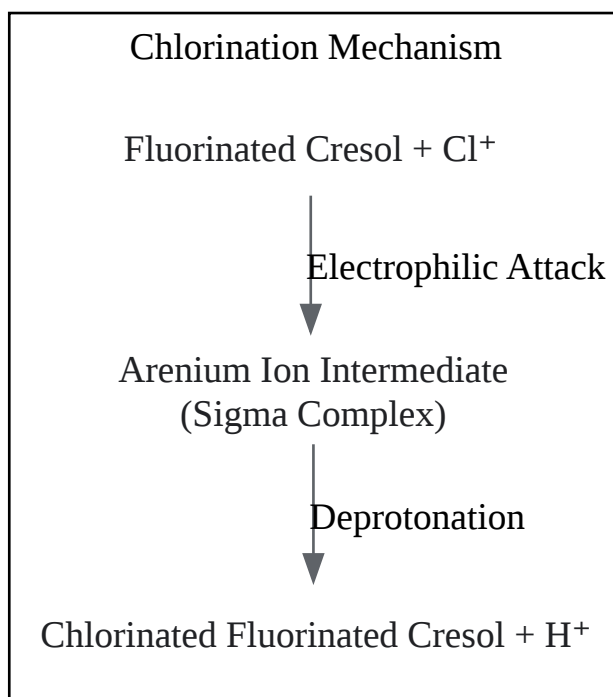 Chlorination Mechanism
Fluorinated Cresol + Cl⁺
Electrophilic Attack
Arenium Ion Intermediate
(Sigma Complex)
Deprotonation
Chlorinated Fluorinated Cresol + H⁺